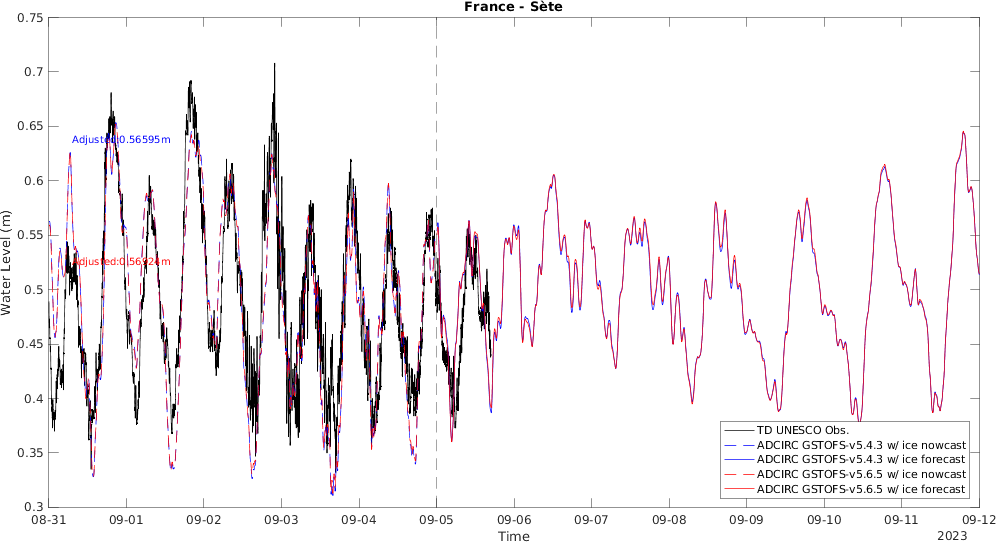 France - Sète
0.75
0.7
0.65
0.6
0.55
0.5
0.45
0.4
0.35
0.3
Water Level (m)
Adjusted:0.56595m
TD UNESCO Obs.
ADCIRC GSTOFS-v5.4.3 w/ ice nowcast
ADCIRC GSTOFS-v5.4.3 w/ ice forecast
ADCIRC GSTOFS-v5.6.5 w/ ice nowcast
ADCIRC GSTOFS-v5.6.5 w/ ice forecast
08-31 09-01 09-02 09-03 09-04 09-05 09-06 09-07 09-08 09-09 09-10 09-11 09-12
Time
2023